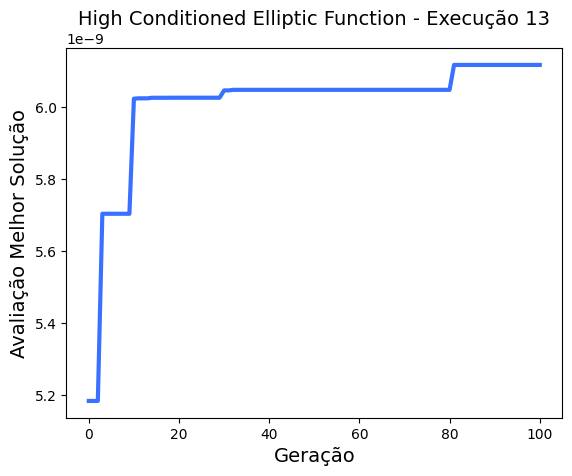 High Conditioned Elliptic Function - Execução 13
1e−9
Avaliação Melhor Solução
6.0
5.8
5.6
5.4
5.2
0 20 40 60 80 100
Geração